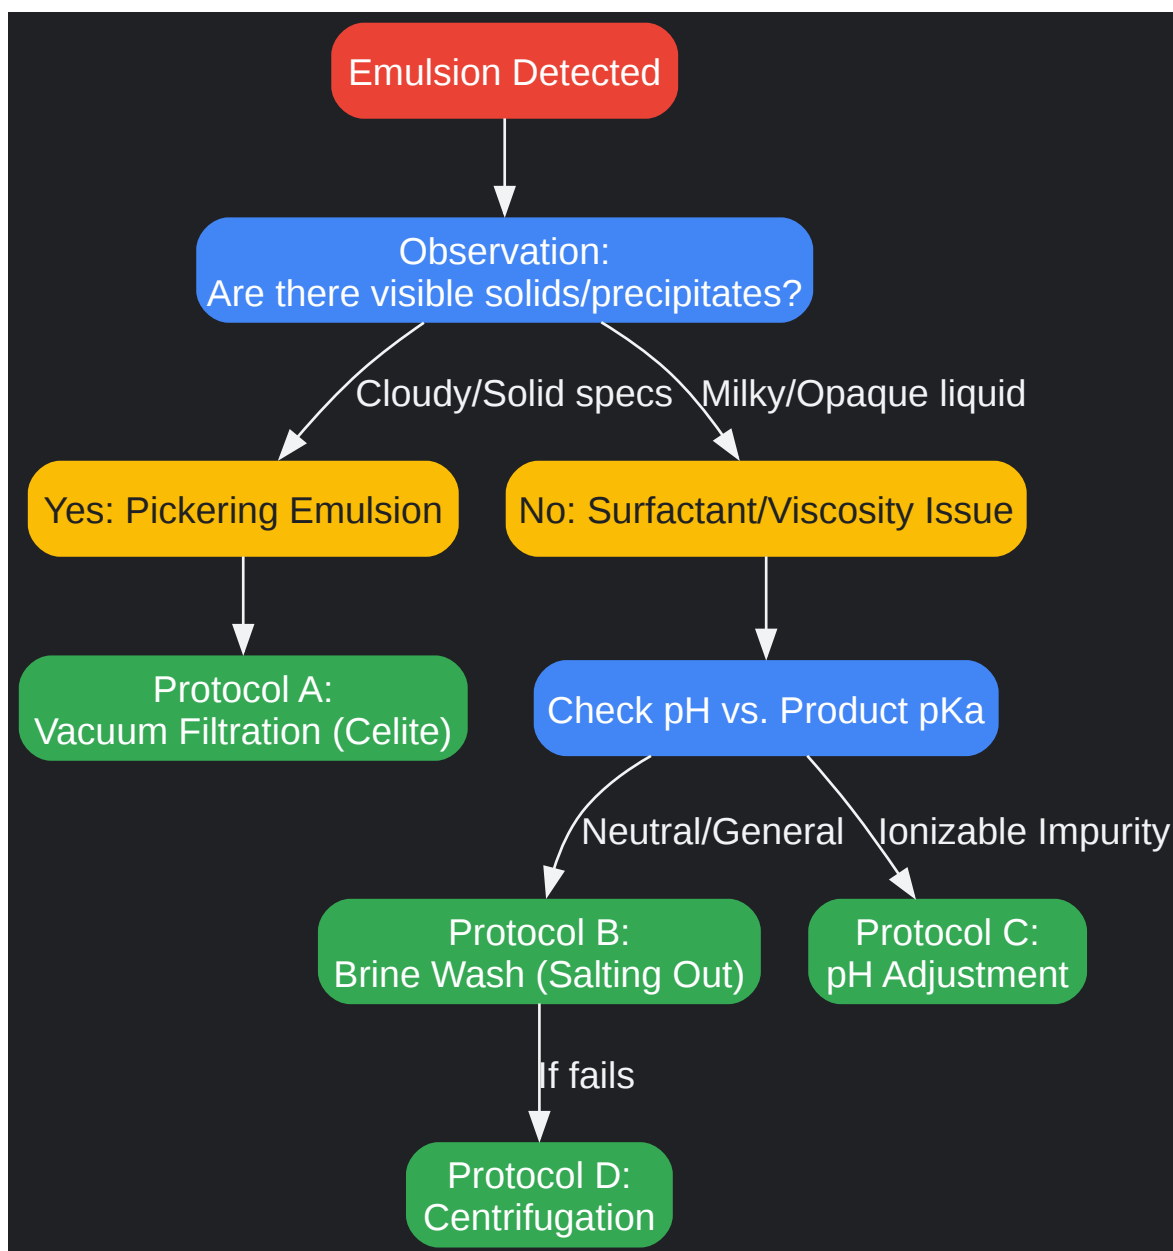 Emulsion Detected
Observation:
Are there visible solids/precipitates?
Cloudy/Solid specs
Milky/Opaque liquid
Yes: Pickering Emulsion
No: Surfactant/Viscosity Issue
Protocol A:
Vacuum Filtration (Celite)
Check pH vs. Product pKa
Neutral/General
Ionizable Impurity
Protocol B:
Brine Wash (Salting Out)
Protocol C:
pH Adjustment
If fails
Protocol D:
Centrifugation